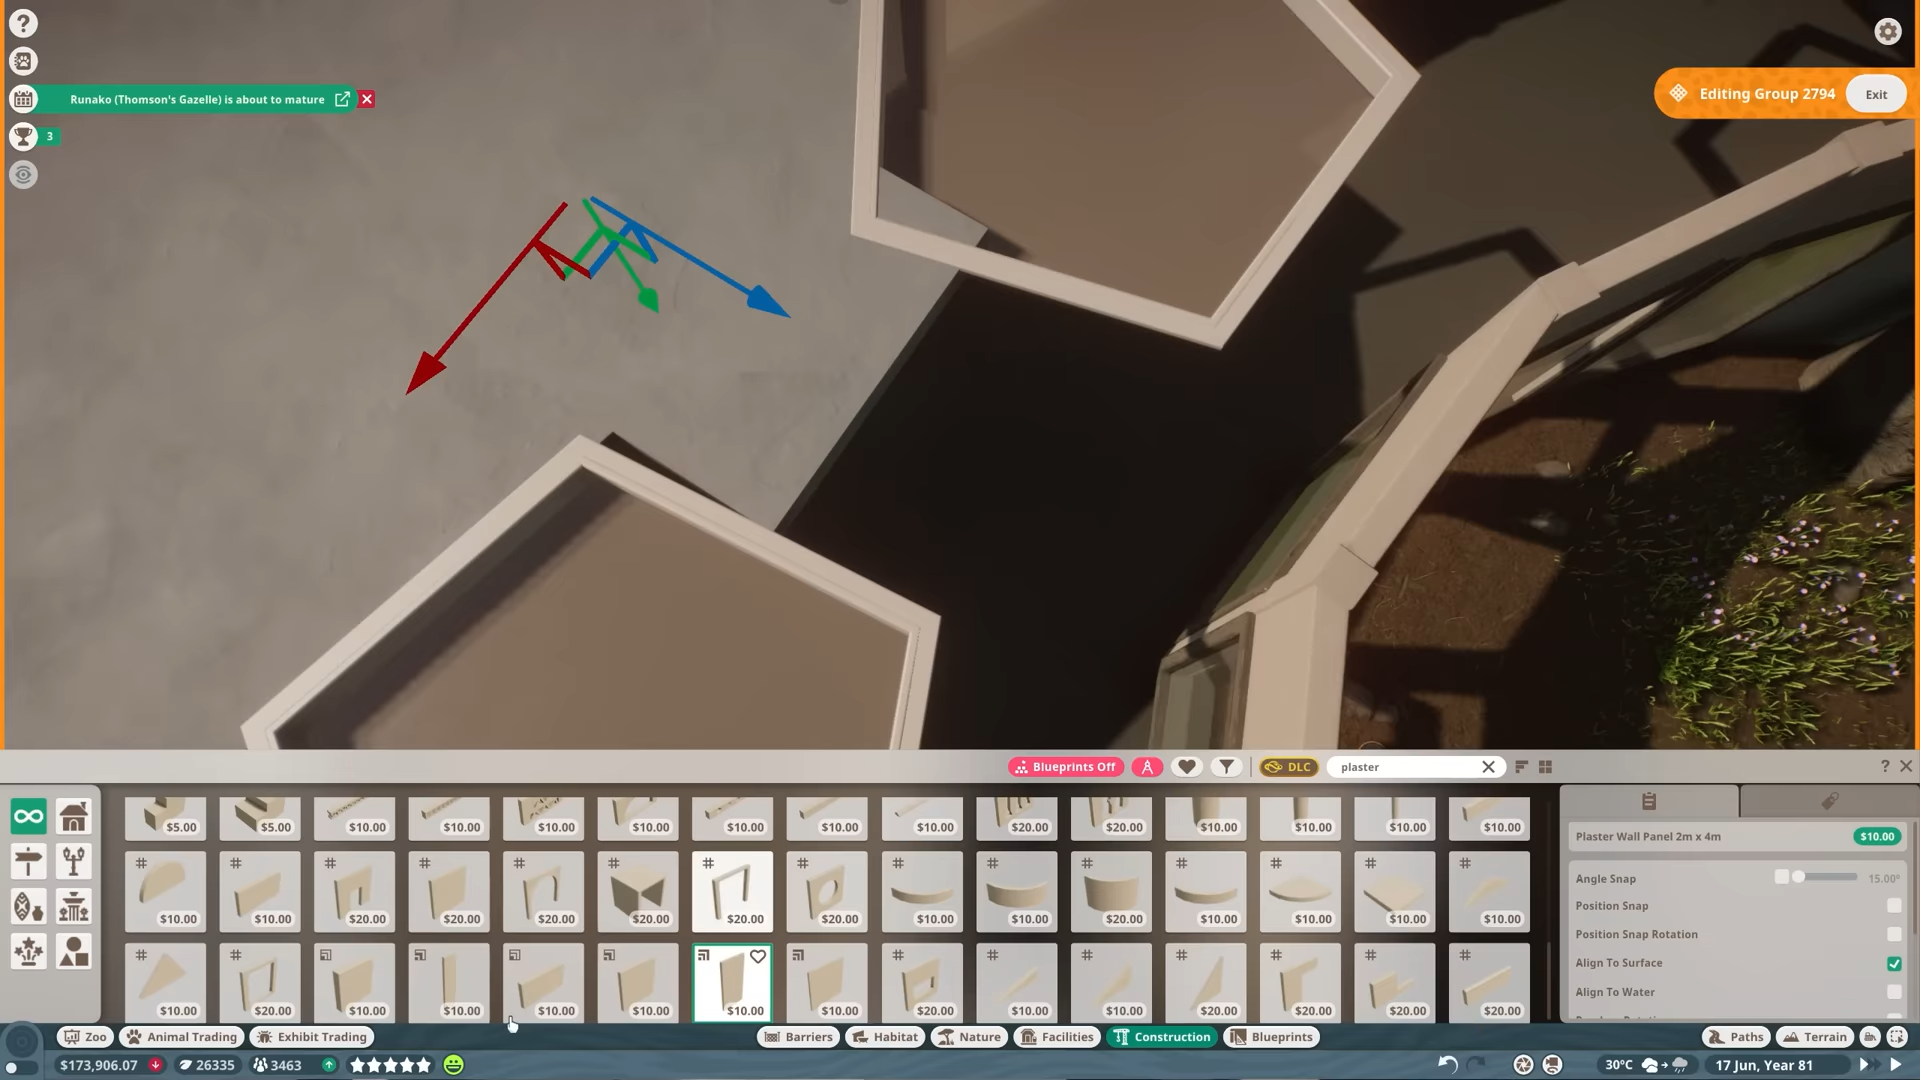 ?
Runako (Thomson's Gazelle) is about to mature
3
Editing Group 2794
Exit
Blueprints Off
DLC
plaster
?
$5.00 $5.00 $10.00 $10.00 $10.00 $10.00 $10.00 $10.00 $10.00 $20.00 $20.00 $10.00 $10.00 $10.00 $10.00
$10.00 $10.00 $20.00 $20.00 $20.00 $20.00 $20.00 $20.00 $10.00 $10.00 $20.00 $10.00 $10.00 $10.00 $10.00
$10.00 $20.00 $10.00 $10.00 $10.00 $10.00 $10.00 $10.00 $20.00 $10.00 $10.00 $20.00 $20.00 $20.00 $20.00
Plaster Wall Panel 2m x 4m $10.00
Angle Snap 15.00°
Position Snap
Position Snap Rotation
Align To Surface
Align To Water
Zoo Animal Trading Exhibit Trading Barriers Habitat Nature Facilities Construction Blueprints Paths Terrain
$173,906.07 26335 3463 30°C 17 Jun, Year 81